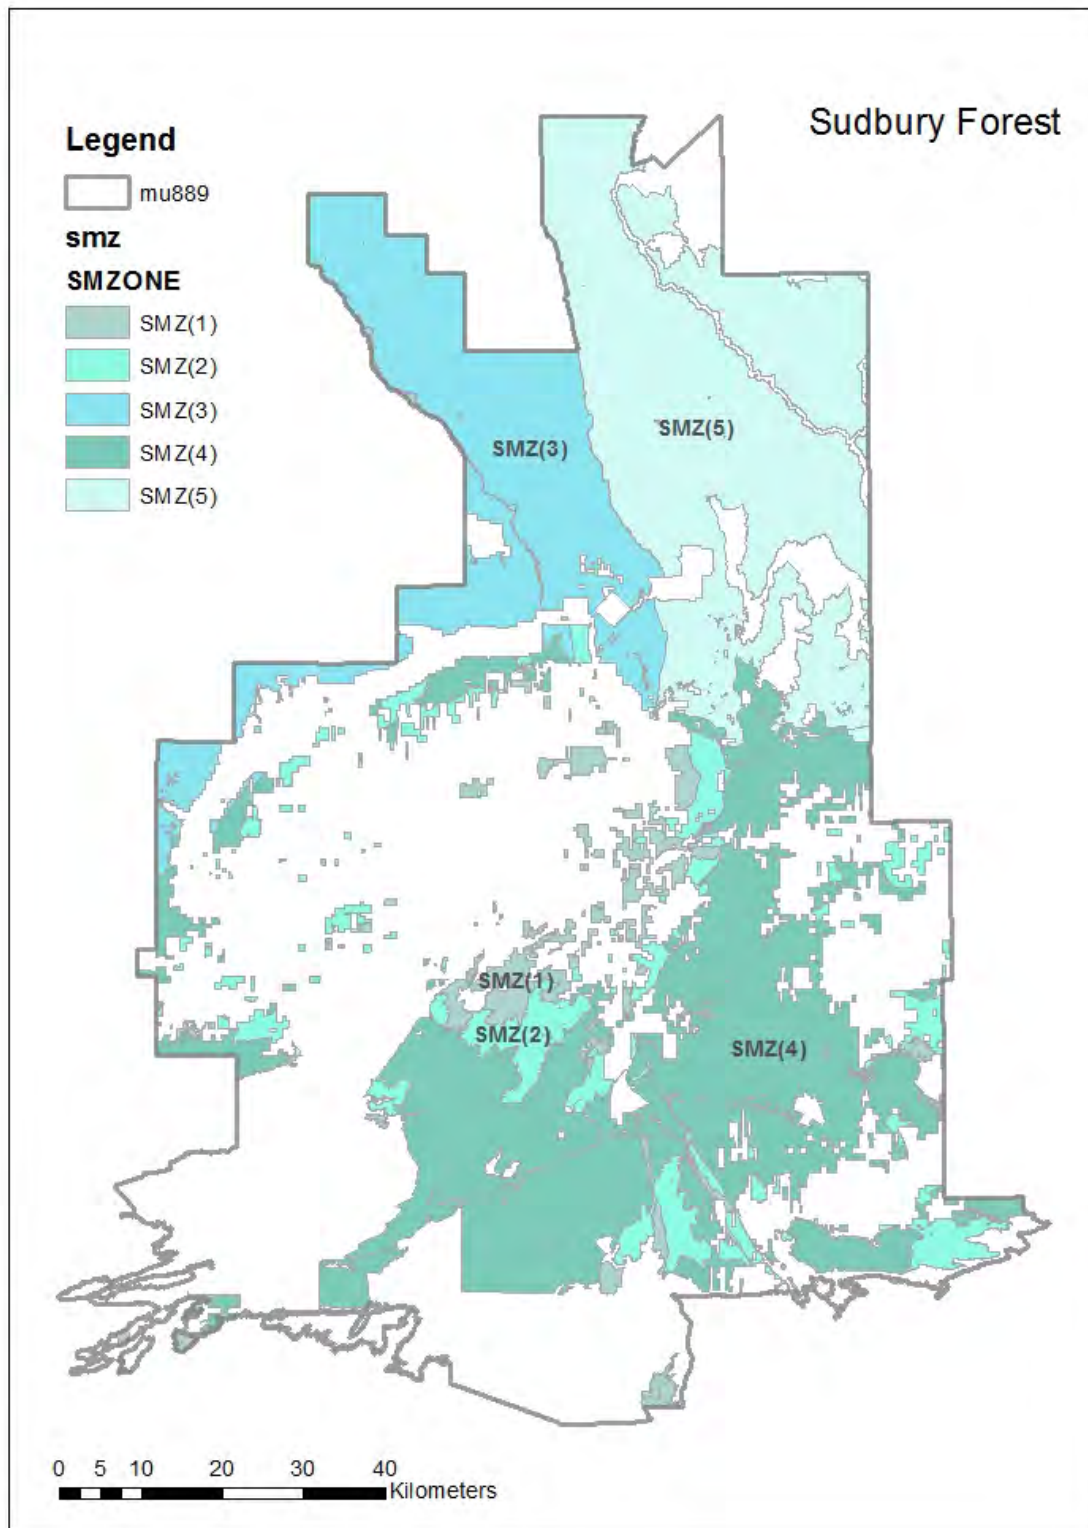 Sudbury Forest
Legend
mu889
smz
SMZONE
SMZ(1)
SMZ(2)
SMZ(3)
SMZ(4)
SMZ(5)
SMZ(5)
SMZ(3)
SMZ(1)
SMZ(2)
SMZ(4)
0 5 10 20 30 40
Kilometers